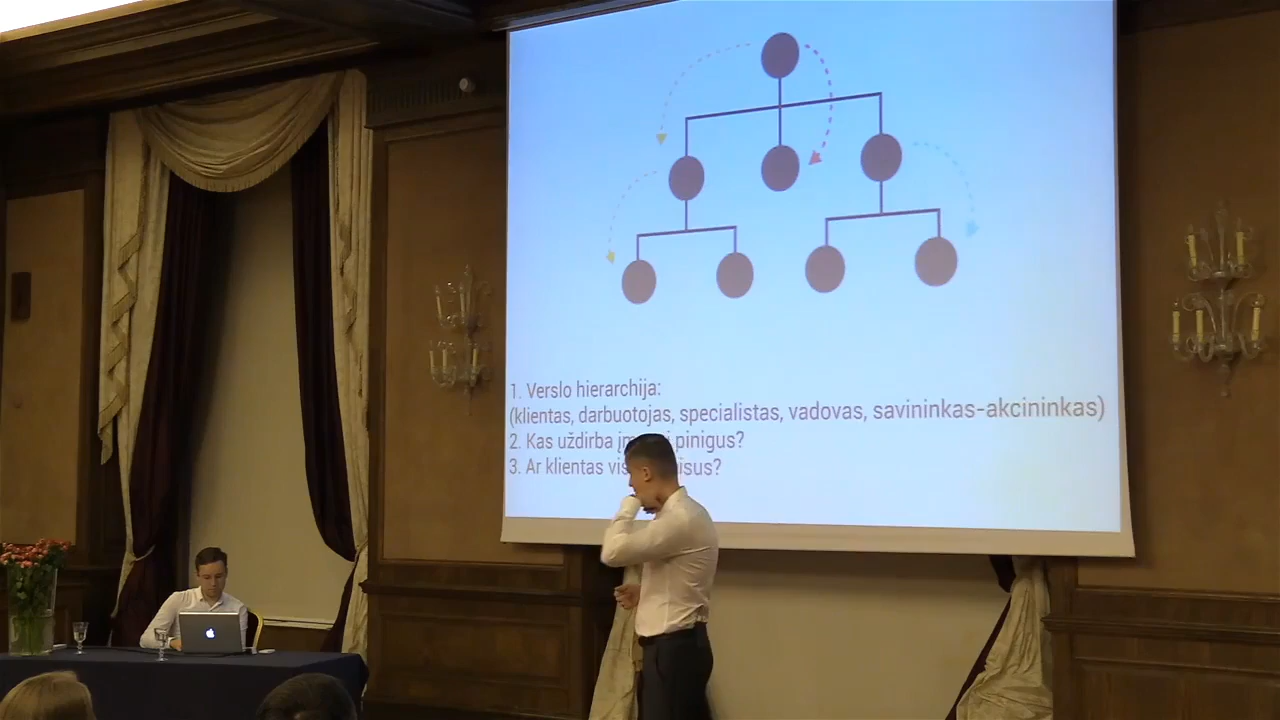 1. Verslo hierarchija:
(klientas, darbuotojas, specialistas, vadovas, savininkas-akcininkas)
2. Kas uždirba pinigus?
3. Ar klientas